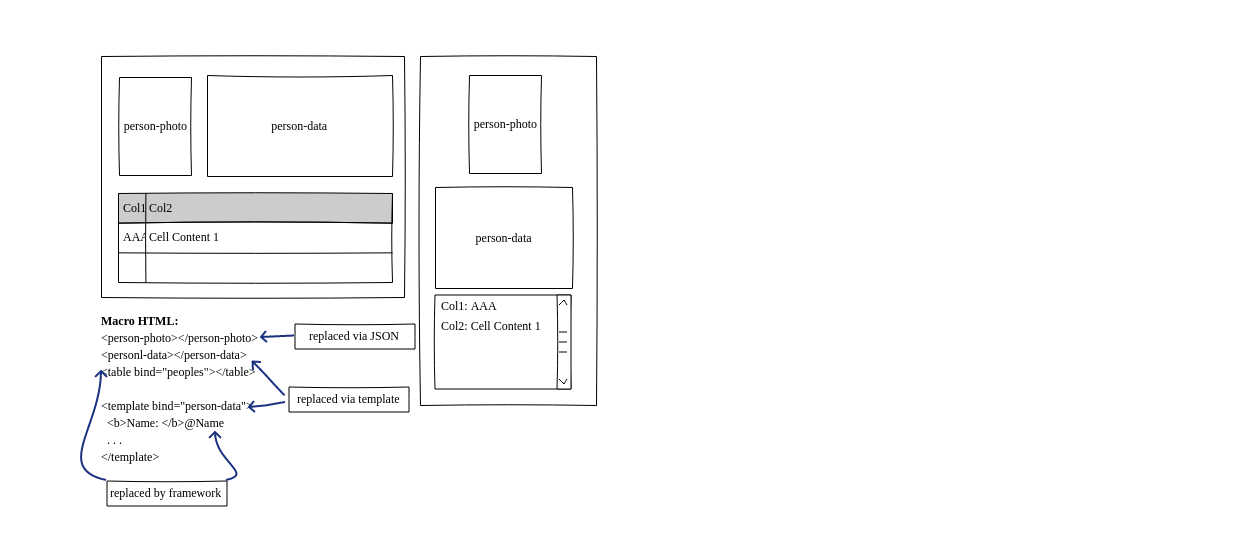 person-photo
person-data
Col1
Col2
AAA
Cell Content 1
person-photo
person-data
Col1: AAA
Col2: Cell Content 1
Macro HTML:
<person-photo></person-photo>
<personl-data></person-data>
<table bind="peoples"></table>
<template bind="person-data">
<b>Name: </b>@Name
. . .
</template>
replaced via JSON
replaced via template
replaced by framework